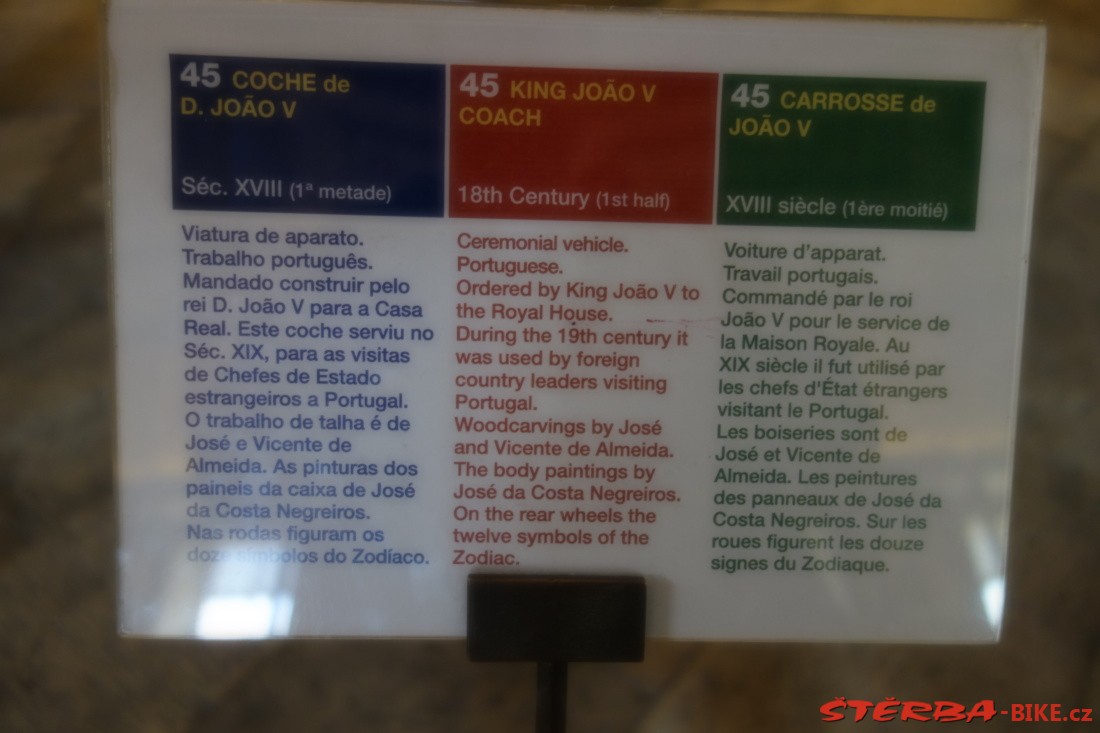 45 COCHE de
D. JOÃO V
Séc. XVIII (1ª metade)
Viatura de aparato.
Trabalho português.
Mandado construir pelo
rei D. João V para a Casa
Real. Este coche serviu no
Séc. XIX, para as visitas
de Chefes de Estado
estrangeiros a Portugal.
O trabalho de talha é de
José e Vicente de
Almeida. As pinturas dos
paineis da caixa de José
da Costa Negreiros.
Nas rodas figuram os
doze símbolos do Zodíaco.
45 KING JOÃO V
COACH
18th Century (1st half)
Ceremonial vehicle.
Portuguese.
Ordered by King João V to
the Royal House.
During the 19th century it
was used by foreign
country leaders visiting
Portugal.
Woodcarvings by José
and Vicente de Almeida.
The body paintings by
José da Costa Negreiros.
On the rear wheels the
twelve symbols of the
Zodiac.
45 CARROSSE de
JOÃO V
XVIII siècle (1ère moitié)
Voiture d'apparat.
Travail portugais.
Commandé par le roi
João V pour le service de
la Maison Royale. Au
XIX siècle il fut utilisé par
les chefs d'État étrangers
visitant le Portugal.
Les boiseries sont de
José et Vicente de
Almeida. Les peintures
des panneaux de José da
Costa Negreiros. Sur les
roues figurent les douze
signes du Zodiaque.
ŠTĚRBA-BIKE.cz